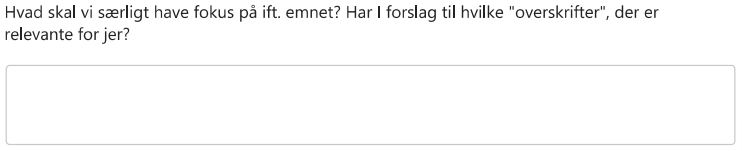 Hvad skal vi særligt have fokus på ift. emnet? Har I forslag til hvilke "overskrifter", der er
relevante for jer?